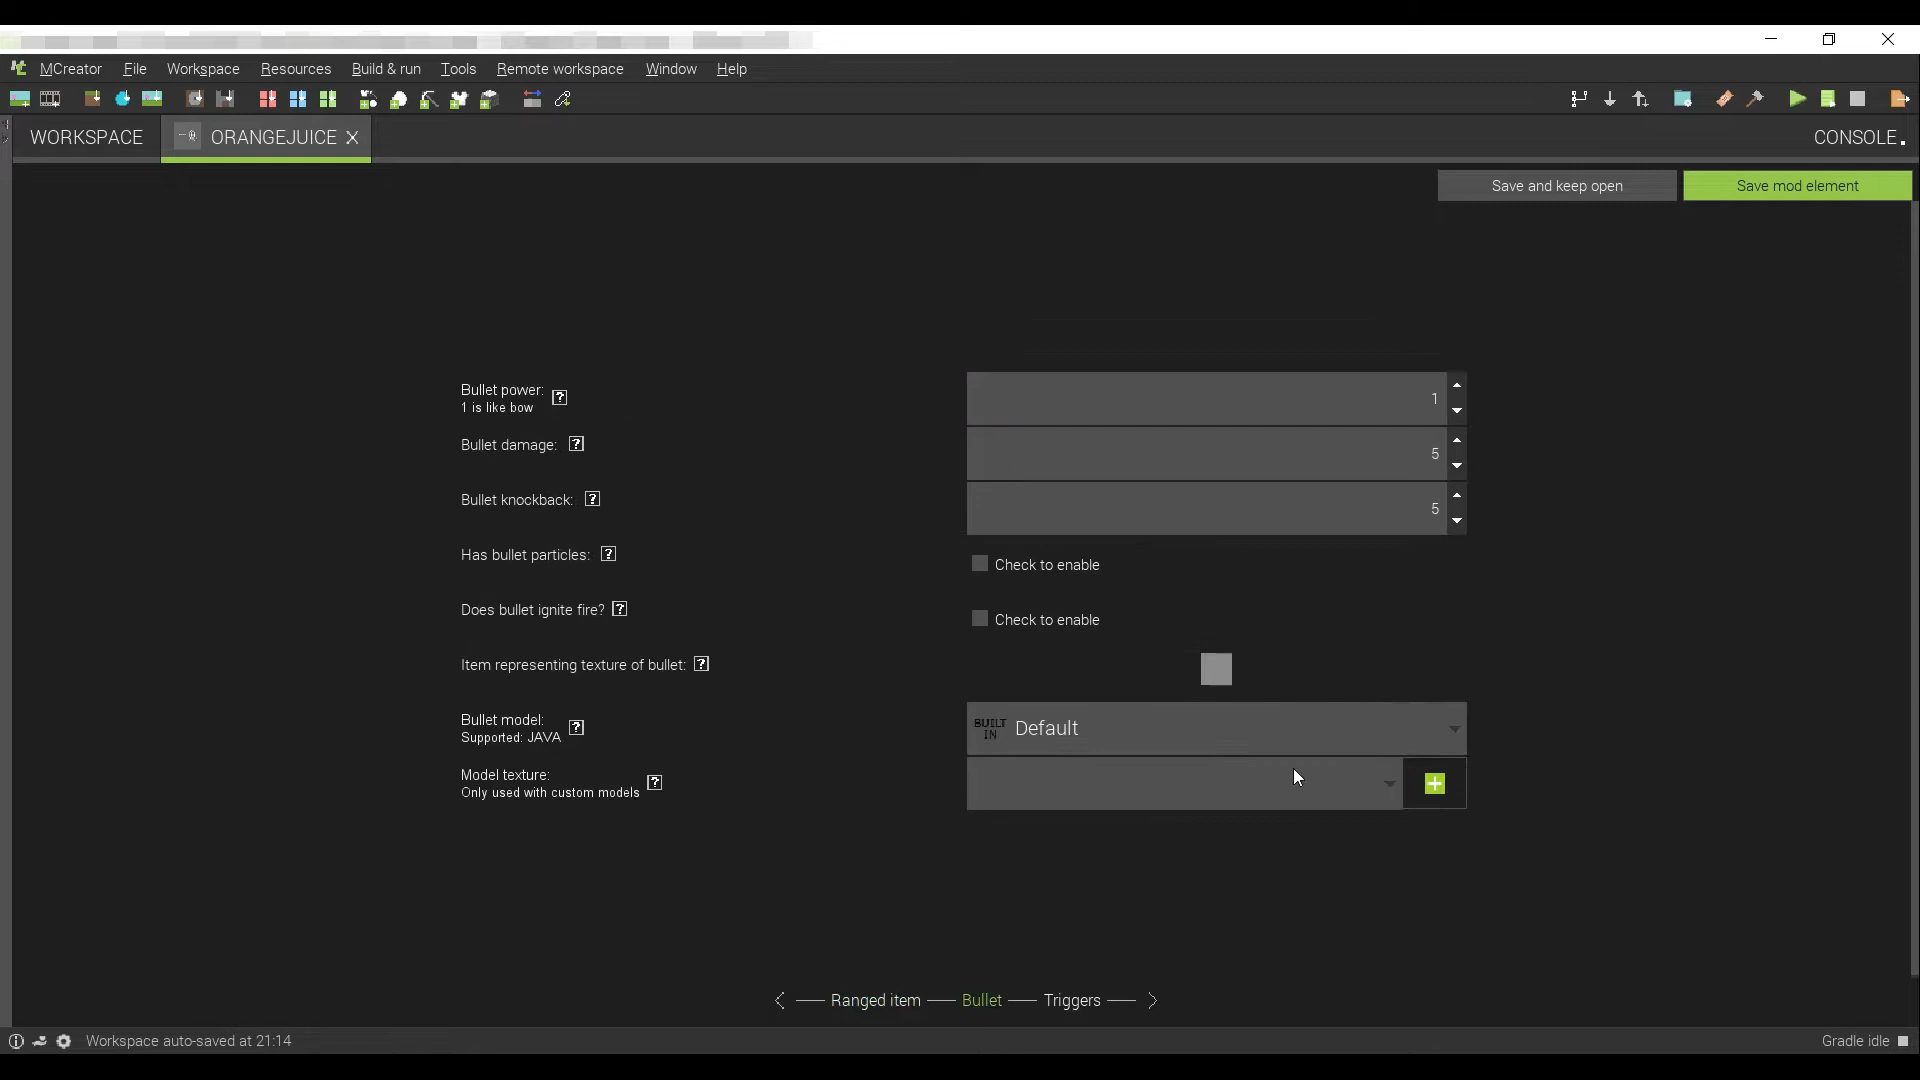 MCreator File Workspace Resources Build & run Tools Remote workspace Window Help
WORKSPACE ORANGEJUICE X CONSOLE
Save and keep open Save mod element
Bullet power: ? 1
1 is like bow
Bullet damage: ? 5
Bullet knockback: ? 5
Has bullet particles: ? Check to enable
Does bullet ignite fire? ? Check to enable
Item representing texture of bullet: ?
Bullet model: ? BUILT IN Default
Supported: JAVA
Model texture: ?
Only used with custom models
Ranged item Bullet Triggers
Workspace auto-saved at 21:14 Gradle idle